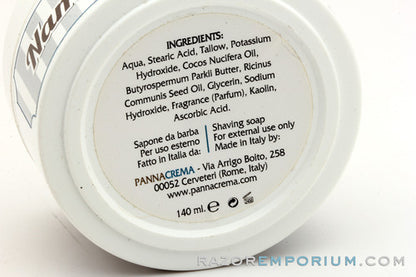 Nan
INGREDIENTS:
Aqua, Stearic Acid, Tallow, Potassium
Hydroxide, Cocos Nucifera Oil,
Butyrospermum Parkii Butter, Ricinus
Communis Seed Oil, Glycerin, Sodium
Hydroxide, Fragrance (Parfum), Kaolin,
Ascorbic Acid.
Sapone da barba
Per uso esterno
Fatto in Italia da:
Shaving soap
For external use only
Made in Italy by:
PANNACREMA - Via Arrigo Boito, 258
00052 Cerveteri (Rome, Italy)
www.pannacrema.com
140 ml. ℮
RAZOREMPORIUM.COM